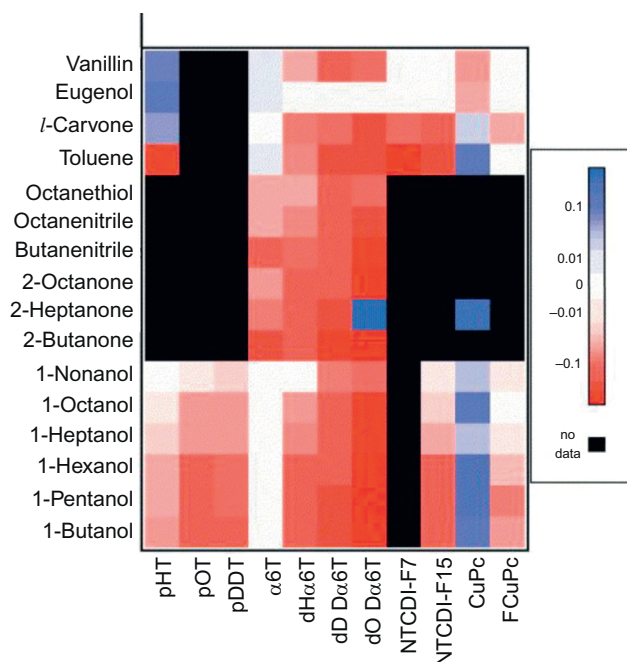 Vanillin
Eugenol
l-Carvone
Toluene
Octanethiol
Octanenitrile
Butanenitrile
2-Octanone
2-Heptanone
2-Butanone
1-Nonanol
1-Octanol
1-Heptanol
1-Hexanol
1-Pentanol
1-Butanol
pHT
pOT
pDDT
α6T
dHα6T
dD Dα6T
dO Dα6T
NTCDI-F7
NTCDI-F15
CuPc
FCuPc
0.1
0.01
0
–0.01
–0.1
no
data